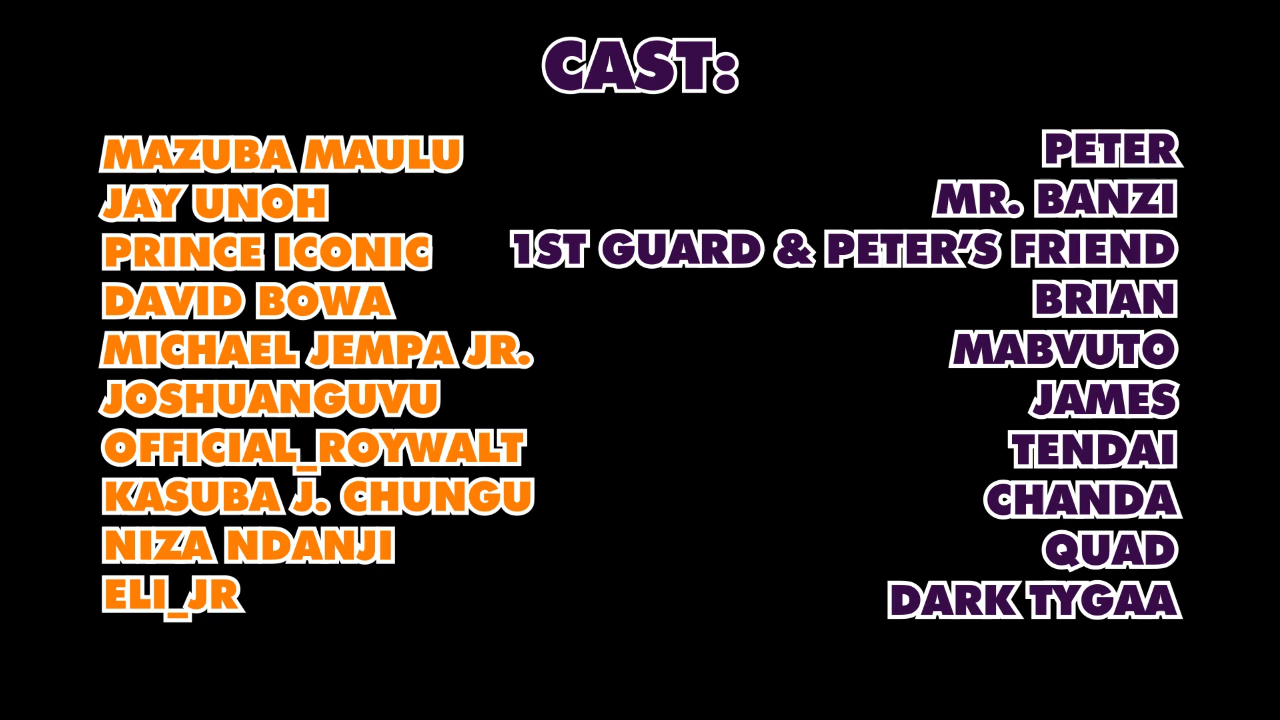 CAST:
MAZUBA MAULU PETER
JAY UNOH MR. BANZI
PRINCE ICONIC 1ST GUARD & PETER'S FRIEND
DAVID BOWA BRIAN
MICHAEL JEMPA JR. MABVUTO
JOSHUANGUVU JAMES
OFFICIAL_ROYWALT TENDAI
KASUBA J. CHUNGU CHANDA
NIZA NDANJI QUAD
ELI_JR DARK TYGAA